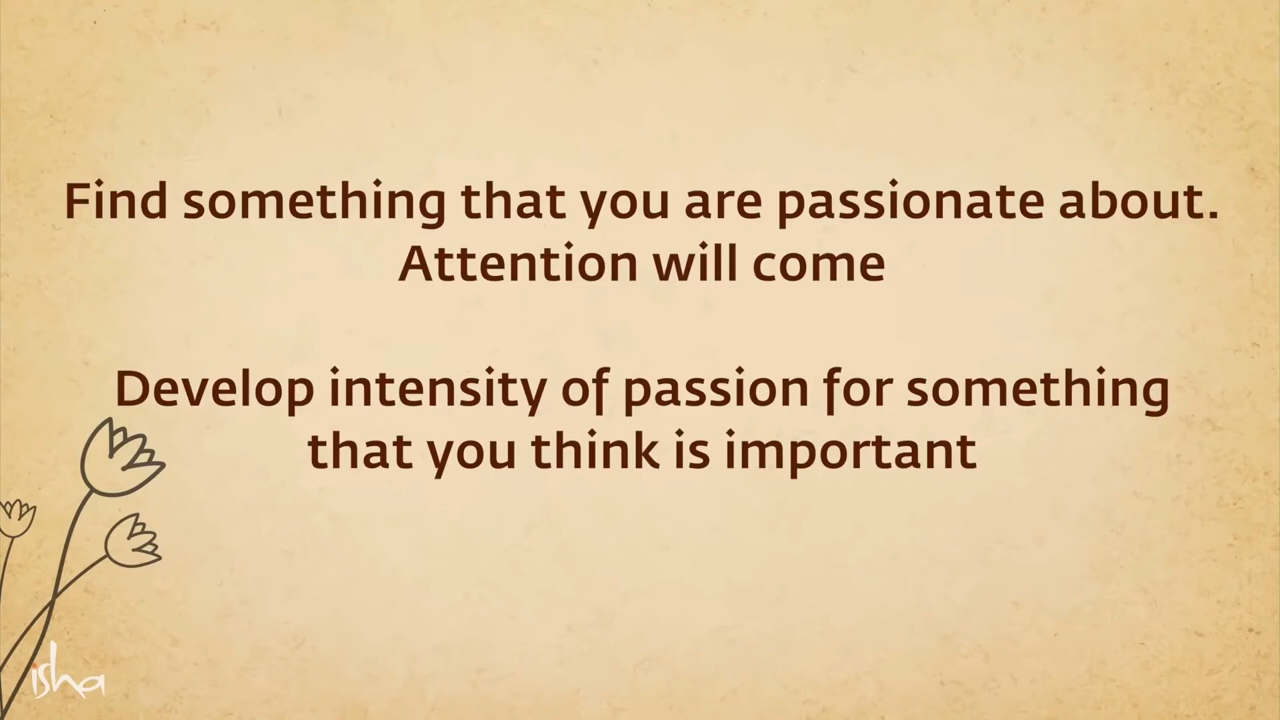 Find something that you are passionate about.
Attention will come
Develop intensity of passion for something
that you think is important
isha